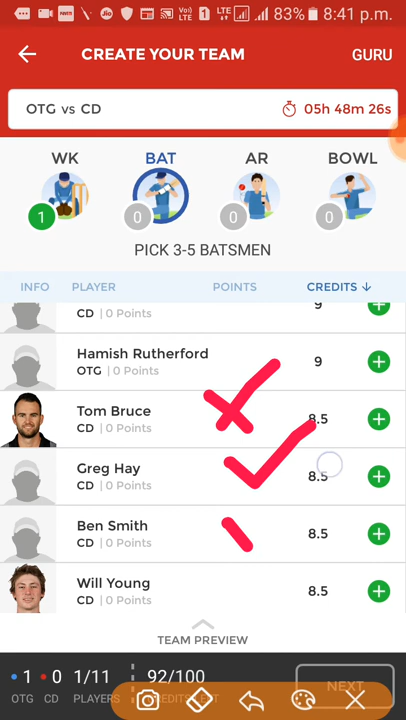 83% 8:41 p.m.
CREATE YOUR TEAM GURU
OTG vs CD 05h 48m 26s
WK BAT AR BOWL
1 0 0 0
PICK 3-5 BATSMEN
INFO PLAYER POINTS CREDITS ↓
CD | 0 Points 9
Hamish Rutherford
OTG | 0 Points 9
Tom Bruce
CD | 0 Points 8.5
Greg Hay
CD | 0 Points 8.5
Ben Smith
CD | 0 Points 8.5
Will Young
CD | 0 Points 8.5
TEAM PREVIEW
1 0 1/11 92/100 NEXT
OTG CD PLAYERS